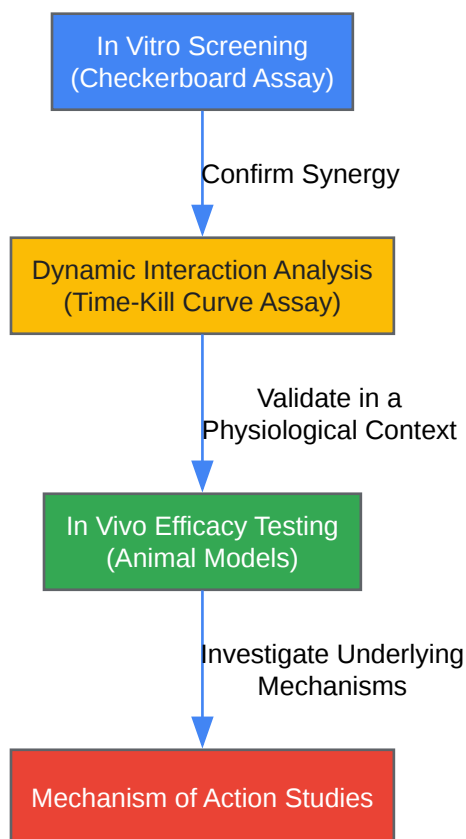 In Vitro Screening
(Checkerboard Assay)
Confirm Synergy
Dynamic Interaction Analysis
(Time-Kill Curve Assay)
Validate in a
Physiological Context
In Vivo Efficacy Testing
(Animal Models)
Investigate Underlying
Mechanisms
Mechanism of Action Studies